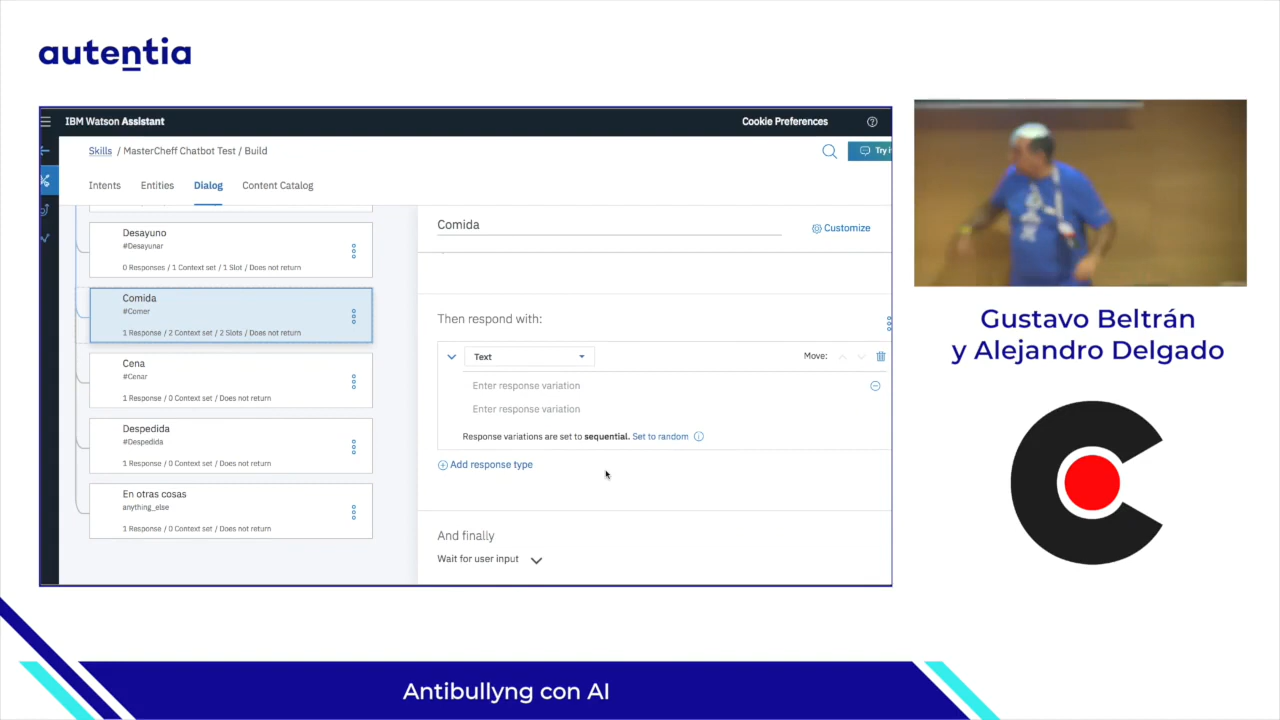 autentia
IBM Watson Assistant
Cookie Preferences
Skills / MasterCheff Chatbot Test / Build
Try i
Intents
Entities
Dialog
Content Catalog
Desayuno
#Desayunar
0 Responses / 1 Context set / 1 Slot / Does not return
Comida
#Comer
1 Response / 2 Context set / 2 Slots / Does not return
Cena
#Cenar
1 Response / 0 Context set / Does not return
Despedida
#Despedida
1 Response / 0 Context set / Does not return
En otras cosas
anything_else
1 Response / 0 Context set / Does not return
Comida
Customize
Then respond with:
Text
Move:
Enter response variation
Enter response variation
Response variations are set to sequential. Set to random
Add response type
And finally
Wait for user input
Gustavo Beltrán
y Alejandro Delgado
Antibullyng con AI